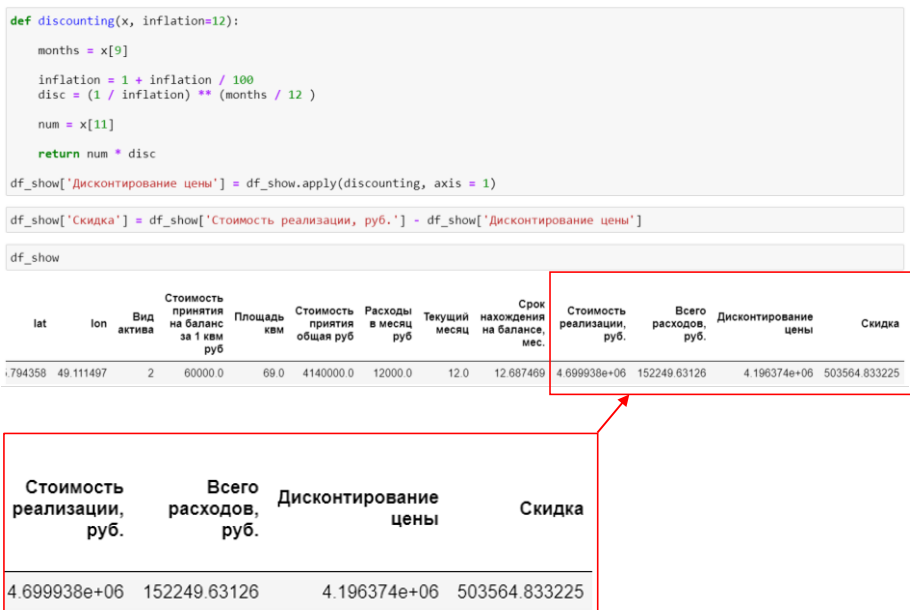 def discounting(x, inflation=12):
months = x[9]
inflation = 1 + inflation / 100
disc = (1 / inflation) ** (months / 12 )
num = x[11]
return num * disc
df_show['Дисконтирование цены'] = df_show.apply(discounting, axis = 1)
df_show['Скидка'] = df_show['Стоимость реализации, руб.'] - df_show['Дисконтирование цены']
df_show
lat lon Вид актива Стоимость принятия на баланс за 1 квм руб Площадь квм Стоимость приятия общая руб Расходы в месяц руб Текущий месяц Срок нахождения на балансе, мес. Стоимость реализации, руб. Всего расходов, руб. Дисконтирование цены Скидка
.794358 49.111497 2 60000.0 69.0 4140000.0 12000.0 12.0 12.687469 4.699938e+06 152249.63126 4.196374e+06 503564.833225
Стоимость реализации, руб. Всего расходов, руб. Дисконтирование цены Скидка
4.699938e+06 152249.63126 4.196374e+06 503564.833225